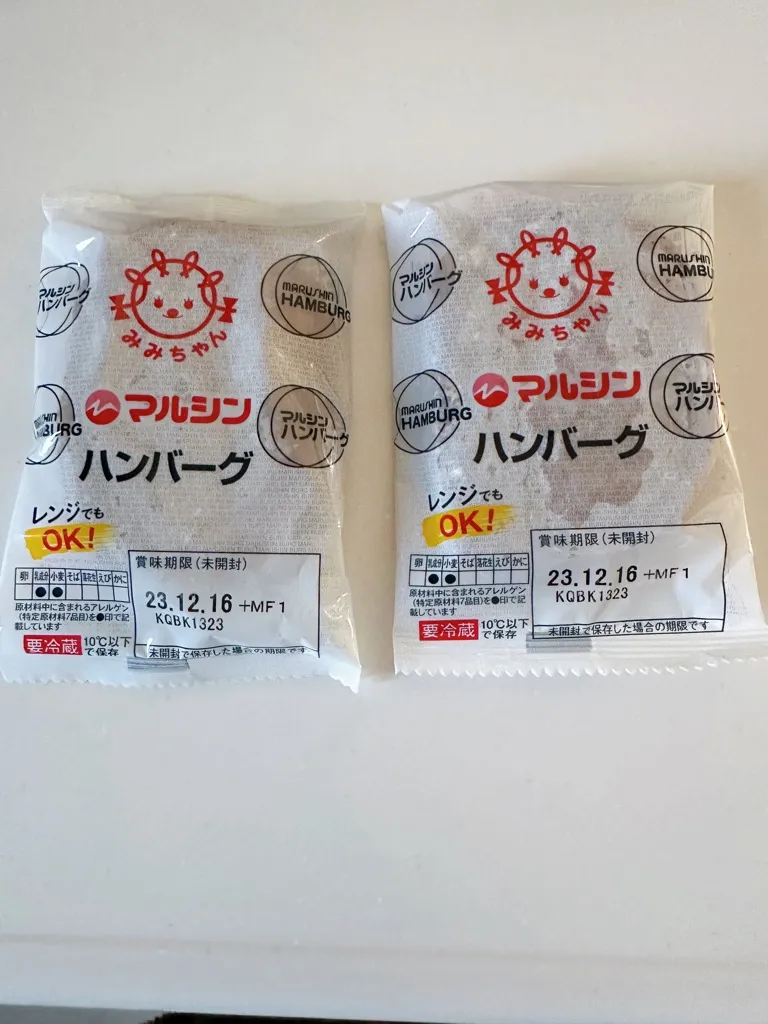 みみちゃん
マルシン
ハンバーグ
MARUSHIN
HAMBURG
HAMBURG
マルシン
ハンバーグ
マルシン
ハンバーグ
レンジでも
OK!
賞味期限(未開封)
卵 乳成分 小麦 そば 落花生 えび かに
23.12.16 +MF1
KQBK1323
原材料中に含まれるアレルゲン
(特定原材料7品目)を●印で記
載しています
要冷蔵 10℃以下
で保存
未開封で保存した場合の期限です
みみちゃん
マルシン
ハンバーグ
MARUSHIN
HAMBU
MARUSHIN
HAMBURG
マルシン
ハンバ
マルシン
ハンバーグ
レンジでも
OK!
賞味期限(未開封)
卵 乳成分 小麦 そば 落花生 えび かに
23.12.16 +MF1
KQBK1323
原材料中に含まれるアレルゲン
(特定原材料7品目)を●印で記
載しています
要冷蔵 10℃以下
で保存
未開封で保存した場合の期限です